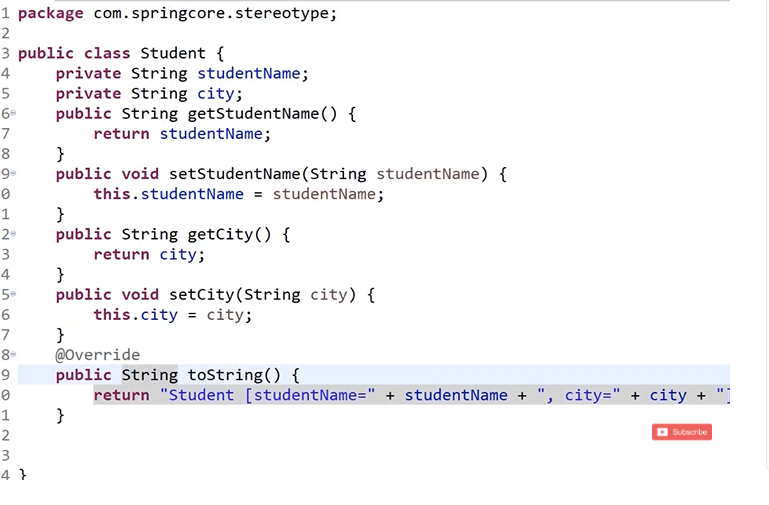 1 package com.springcore.stereotype;
2
3 public class Student {
4 private String studentName;
5 private String city;
6 public String getStudentName() {
7 return studentName;
8 }
9 public void setStudentName(String studentName) {
0 this.studentName = studentName;
1 }
2 public String getCity() {
3 return city;
4 }
5 public void setCity(String city) {
6 this.city = city;
7 }
8 @Override
9 public String toString() {
0 return "Student [studentName=" + studentName + ", city=" + city + "]
1 }
Subscribe
2
3
4 }